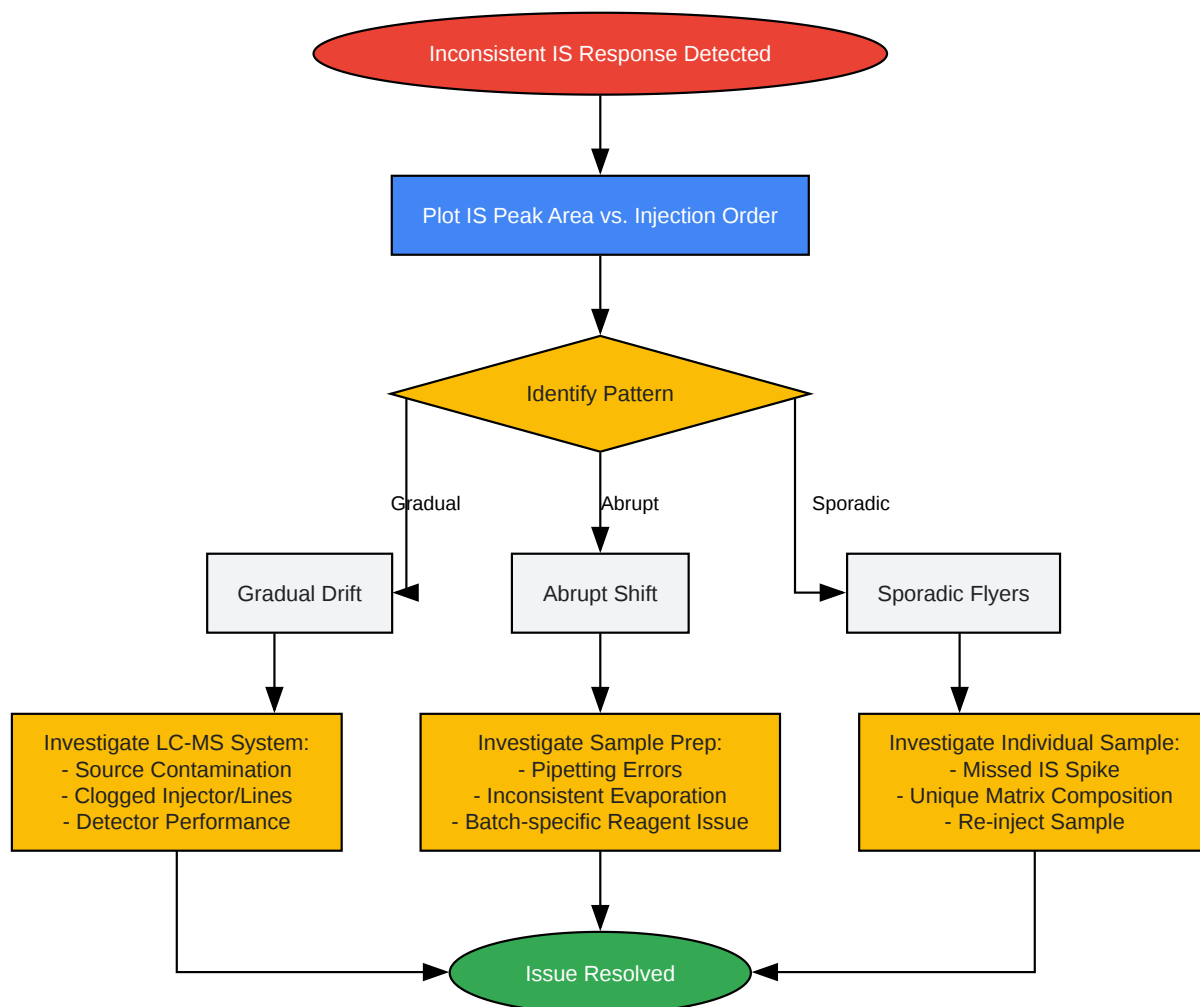 Inconsistent IS Response Detected
Plot IS Peak Area vs. Injection Order
Identify Pattern
Gradual
Abrupt
Sporadic
Gradual Drift
Abrupt Shift
Sporadic Flyers
Investigate LC-MS System:
- Source Contamination
- Clogged Injector/Lines
- Detector Performance
Investigate Sample Prep:
- Pipetting Errors
- Inconsistent Evaporation
- Batch-specific Reagent Issue
Investigate Individual Sample:
- Missed IS Spike
- Unique Matrix Composition
- Re-inject Sample
Issue Resolved